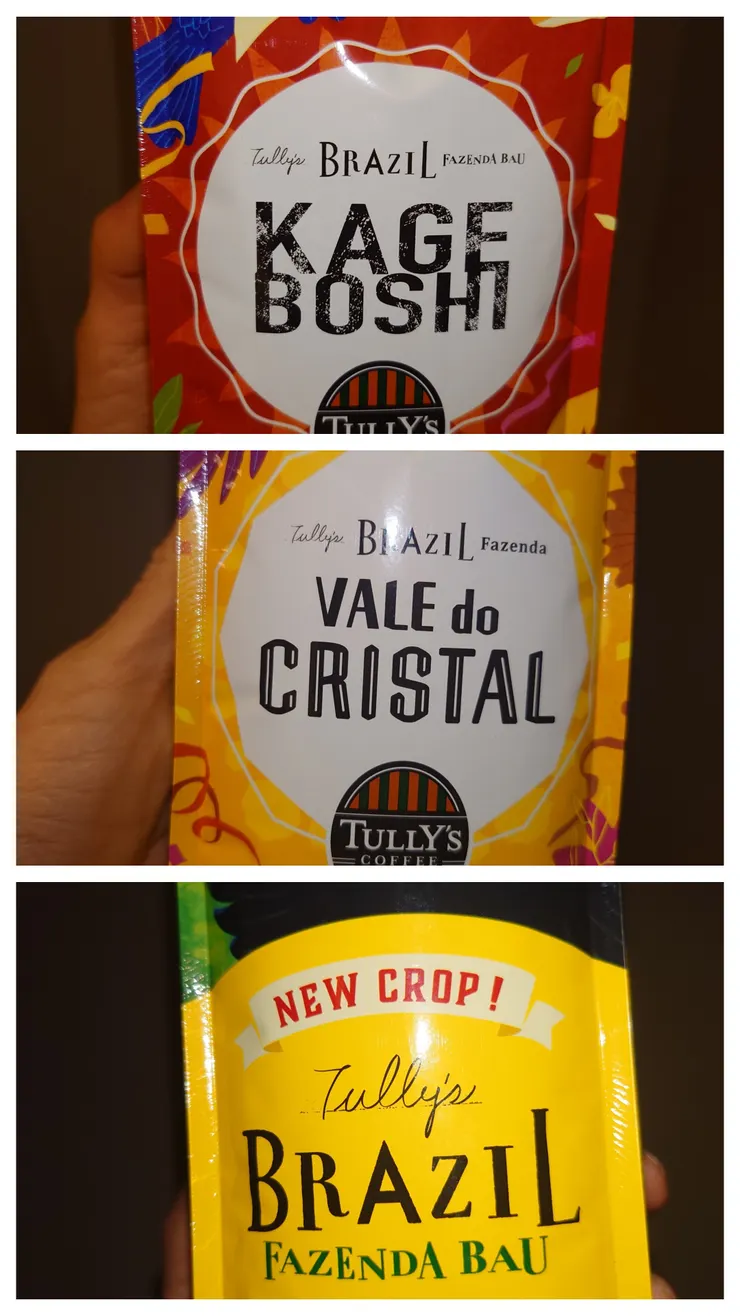 Tully's BRAZIL FAZENDA BAU
KAGE
BOSHI
TULLY'S
Tully's BRAZIL Fazenda
VALE do
CRISTAL
TULLY'S
COFFEE
NEW CROP!
Tully's
BRAZIL
FAZENDA BAU